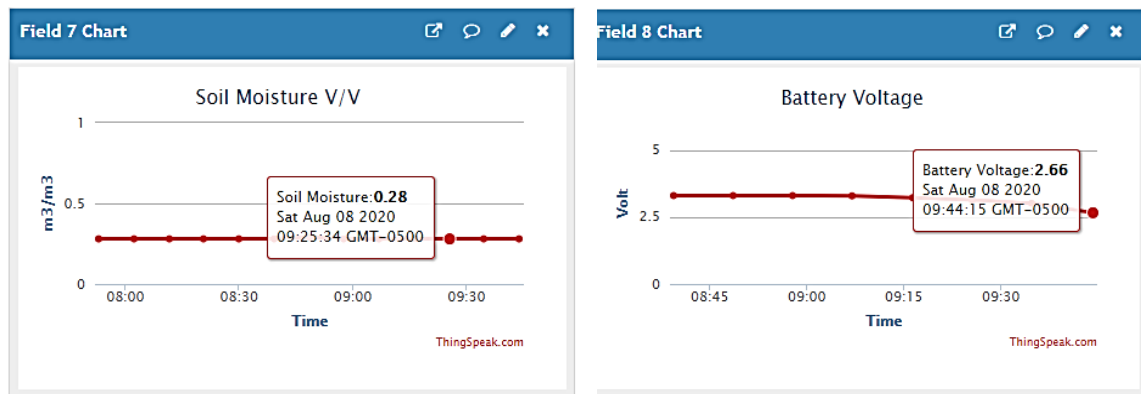 Field 7 Chart
Soil Moisture V/V
m3/m3
1
0.5
0
Soil Moisture:0.28
Sat Aug 08 2020
09:25:34 GMT-0500
08:00 08:30 09:00 09:30
Time
ThingSpeak.com
Field 8 Chart
Battery Voltage
Volt
5
2.5
0
Battery Voltage:2.66
Sat Aug 08 2020
09:44:15 GMT-0500
08:45 09:00 09:15 09:30
Time
ThingSpeak.com